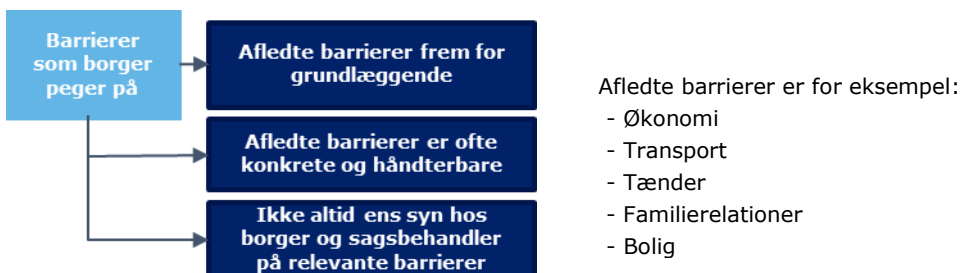 Barrierer
som borger
peger på
Afledte barrierer frem for
grundlæggende
Afledte barrierer er ofte
konkrete og håndterbare
Ikke altid ens syn hos
borger og sagsbehandler
på relevante barrierer
Afledte barrierer er for eksempel:
- Økonomi
- Transport
- Tænder
- Familierelationer
- Bolig